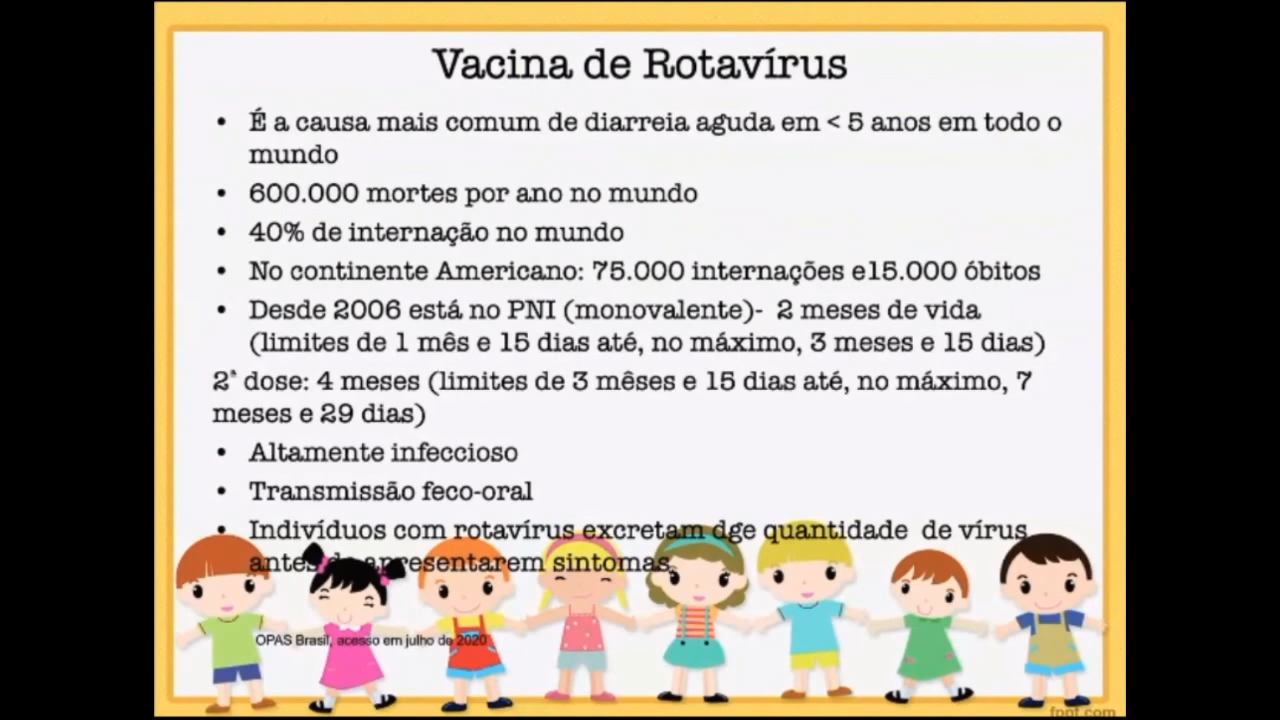 Vacina de Rotavírus
• É a causa mais comum de diarreia aguda em < 5 anos em todo o
mundo
• 600.000 mortes por ano no mundo
• 40% de internação no mundo
• No continente Americano: 75.000 internações e15.000 óbitos
• Desde 2006 está no PNI (monovalente)- 2 meses de vida
(limites de 1 mês e 15 dias até, no máximo, 3 meses e 15 dias)
2ª dose: 4 meses (limites de 3 mêses e 15 dias até, no máximo, 7
meses e 29 dias)
• Altamente infeccioso
• Transmissão feco-oral
• Indivíduos com rotavírus excretam dge quantidade de vírus
antes de apresentarem sintomas
OPAS Brasil, acesso em julho de 2020
fppt.com